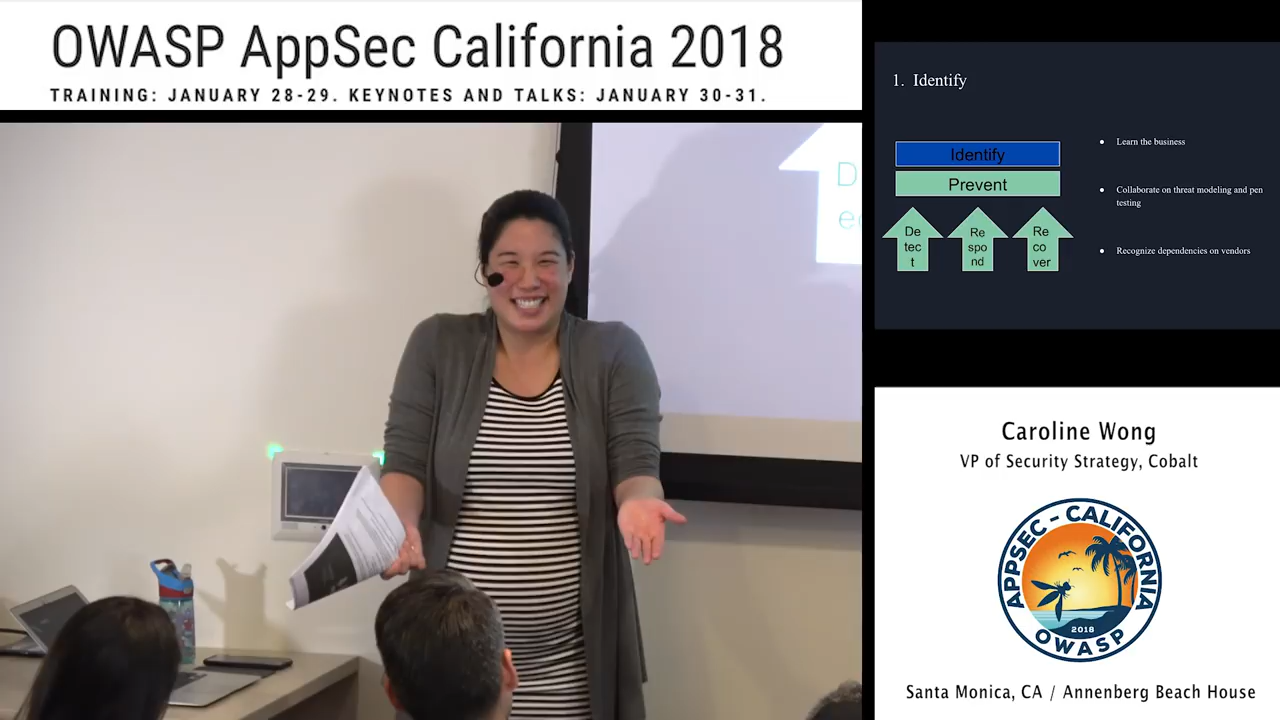 OWASP AppSec California 2018
TRAINING: JANUARY 28-29. KEYNOTES AND TALKS: JANUARY 30-31.
1. Identify
Identify
Prevent
De
tec
t
Re
spo
nd
Re
co
ver
Learn the business
Collaborate on threat modeling and pen
testing
Recognize dependencies on vendors
Caroline Wong
VP of Security Strategy, Cobalt
APPSEC - CALIFORNIA
2018
OWASP
Santa Monica, CA / Annenberg Beach House